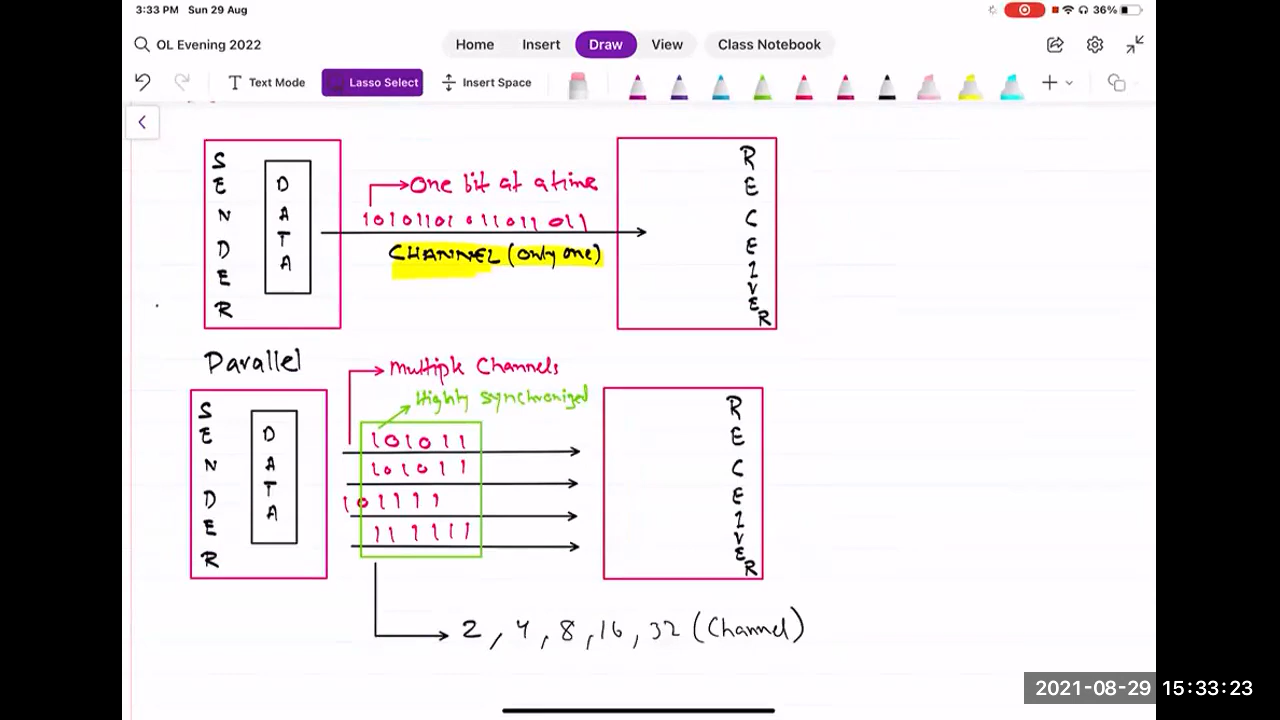 3:33 PM Sun 29 Aug
36%
OL Evening 2022
Home Insert Draw View Class Notebook
Text Mode Lasso Select Insert Space
SENDER
DATA
One bit at a time
10101101 011011 011
CHANNEL (only one)
RECEIVER
Parallel
Multiple Channels
Highly synchronized
SENDER
DATA
101011
101011
101111
111111
RECEIVER
2, 4, 8, 16, 32 (Channel)
2021-08-29 15:33:23